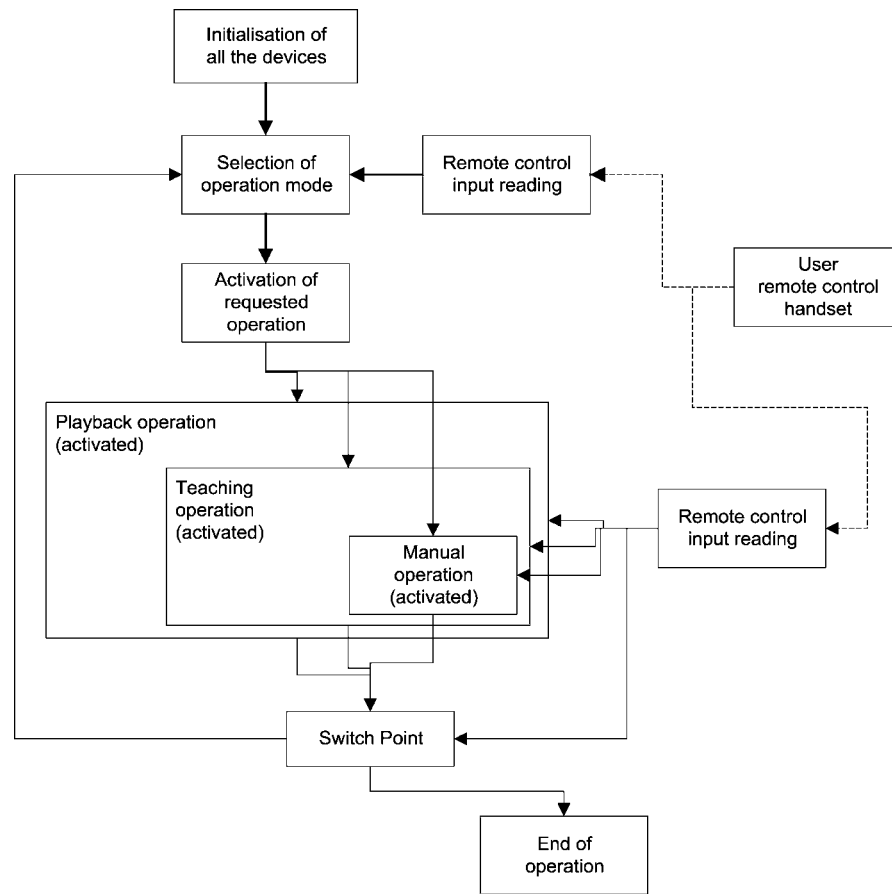 Initialisation of
all the devices
Selection of
operation mode
Remote control
input reading
User
remote control
handset
Activation of
requested
operation
Playback operation
(activated)
Teaching
operation
(activated)
Remote control
input reading
Manual
operation
(activated)
Switch Point
End of
operation